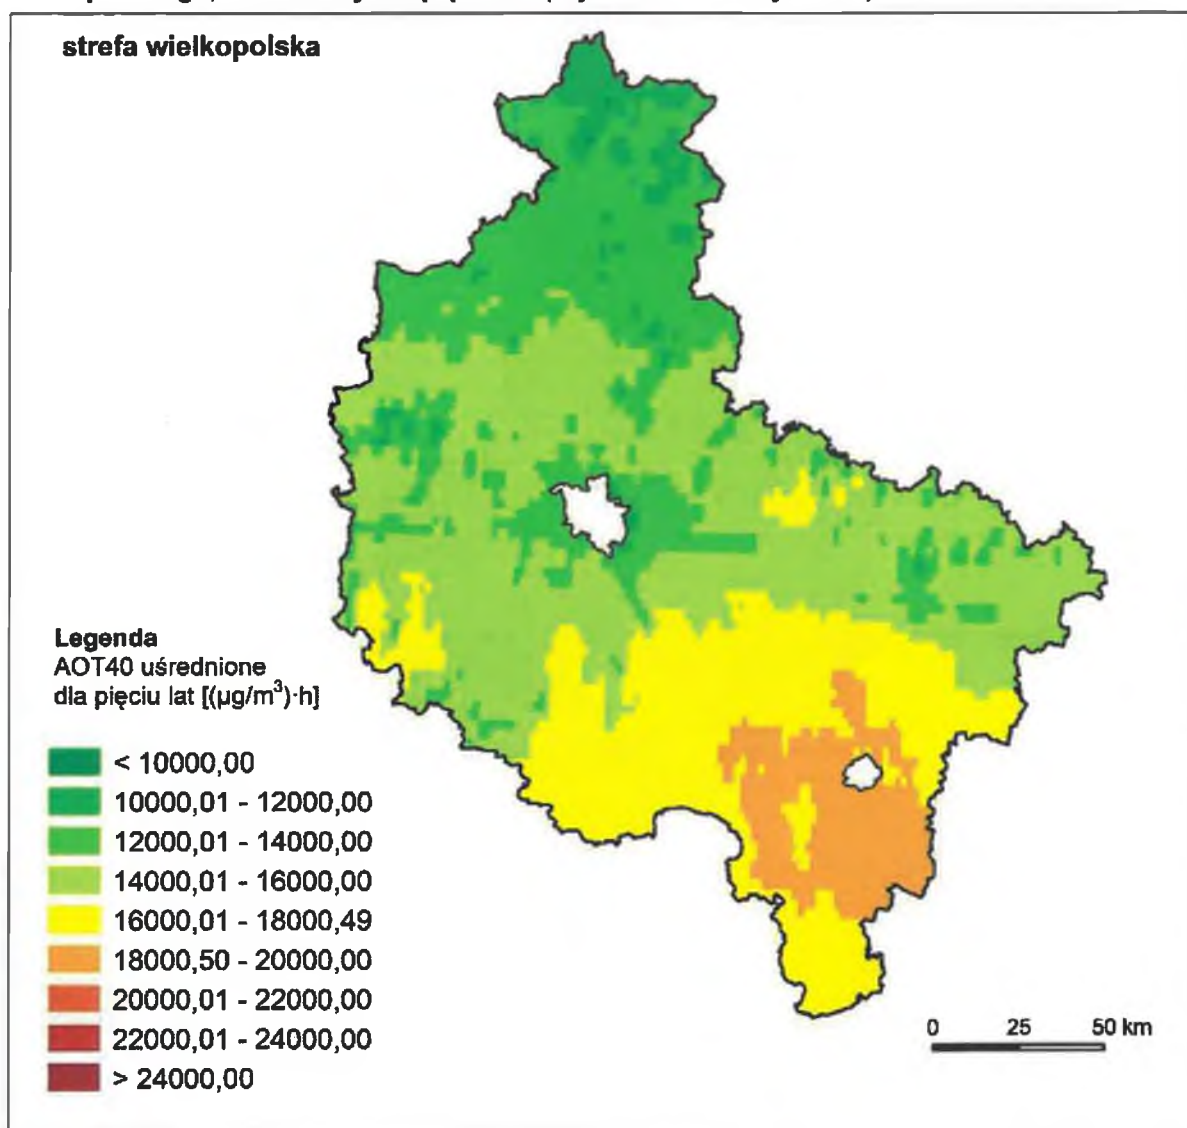 strefa wielkopolska
Legenda
AOT40 uśrednione
dla pięciu lat [(µg/m³)·h]
< 10000,00
10000,01 - 12000,00
12000,01 - 14000,00
14000,01 - 16000,00
16000,01 - 18000,49
18000,50 - 20000,00
20000,01 - 22000,00
22000,01 - 24000,00
> 24000,00
0 25 50 km